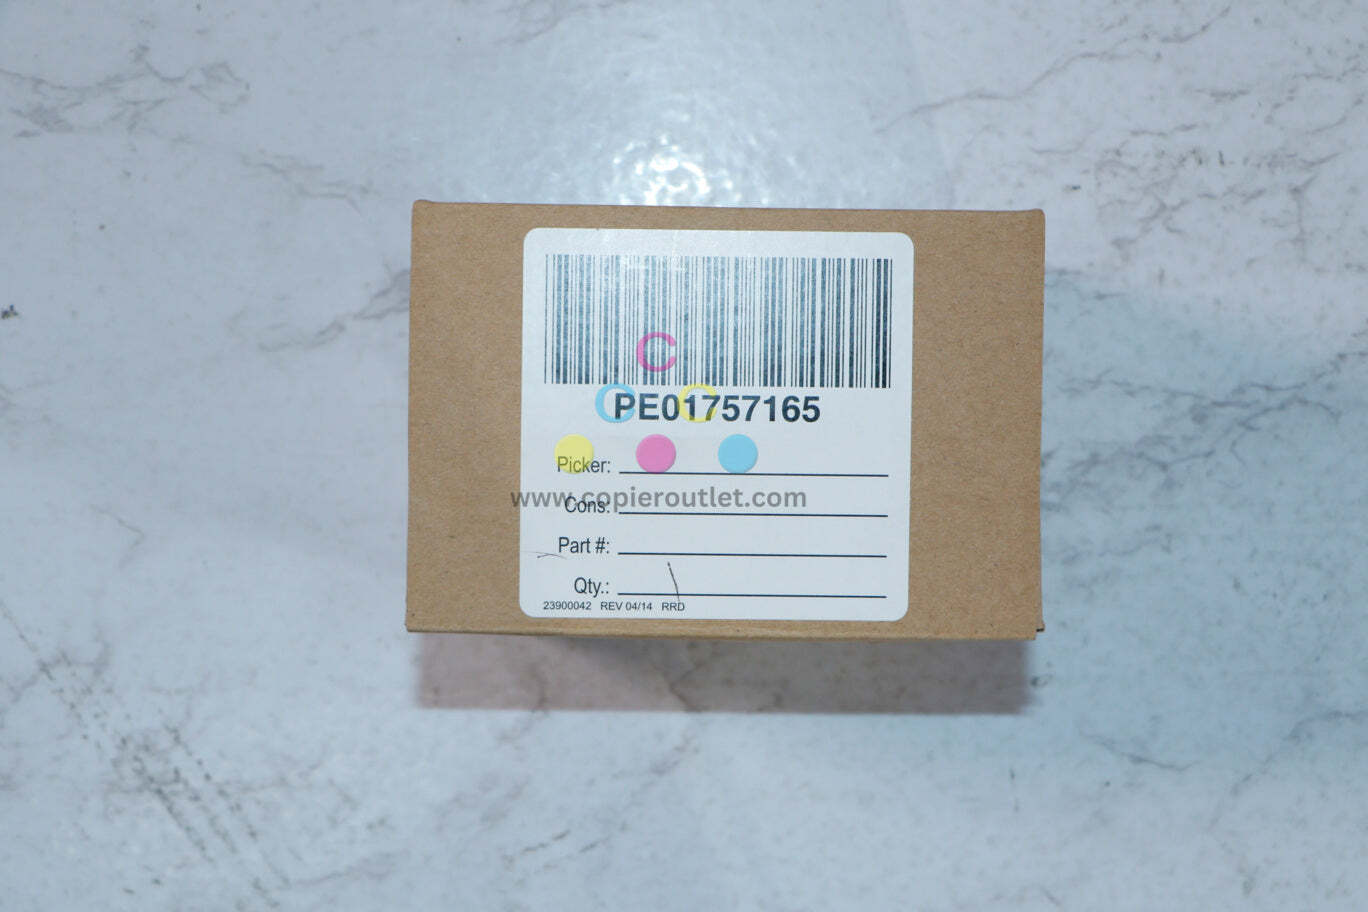 C
C C
PE01757165
Picker:
www.copieroutlet.com
Cons:
Part #:
Qty.:
23900042 REV 04/14 RRD